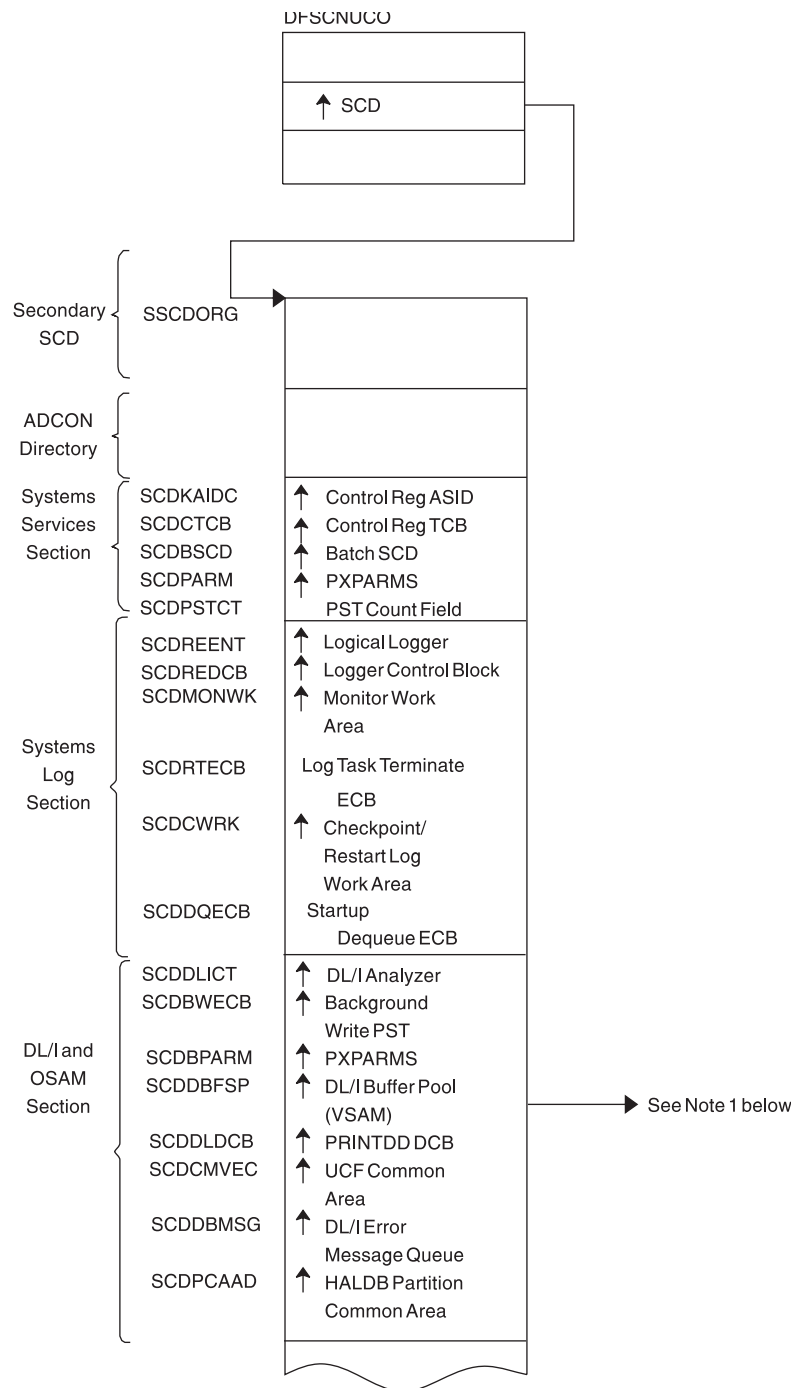 DFSCNUCO
↑ SCD
Secondary
SCD
SSCDORG
ADCON
Directory
Systems
Services
Section
SCDKAIDC ↑ Control Reg ASID
SCDCTCB ↑ Control Reg TCB
SCDBSCD ↑ Batch SCD
SCDPARM ↑ PXPARMS
SCDPSTCT PST Count Field
Systems
Log
Section
SCDREENT ↑ Logical Logger
SCDREDCB ↑ Logger Control Block
SCDMONWK ↑ Monitor Work
Area
SCDRTECB Log Task Terminate
ECB
SCDCWRK ↑ Checkpoint/
Restart Log
Work Area
SCDDQECB Startup
Dequeue ECB
DL/I and
OSAM
Section
SCDDLICT ↑ DL/I Analyzer
SCDBWECB ↑ Background
Write PST
SCDBPARM ↑ PXPARMS
SCDDBFSP ↑ DL/I Buffer Pool
(VSAM)
See Note 1 below
SCDDLDCB ↑ PRINTDD DCB
SCDCMVEC ↑ UCF Common
Area
SCDDBMSG ↑ DL/I Error
Message Queue
SCDPCAAD ↑ HALDB Partition
Common Area